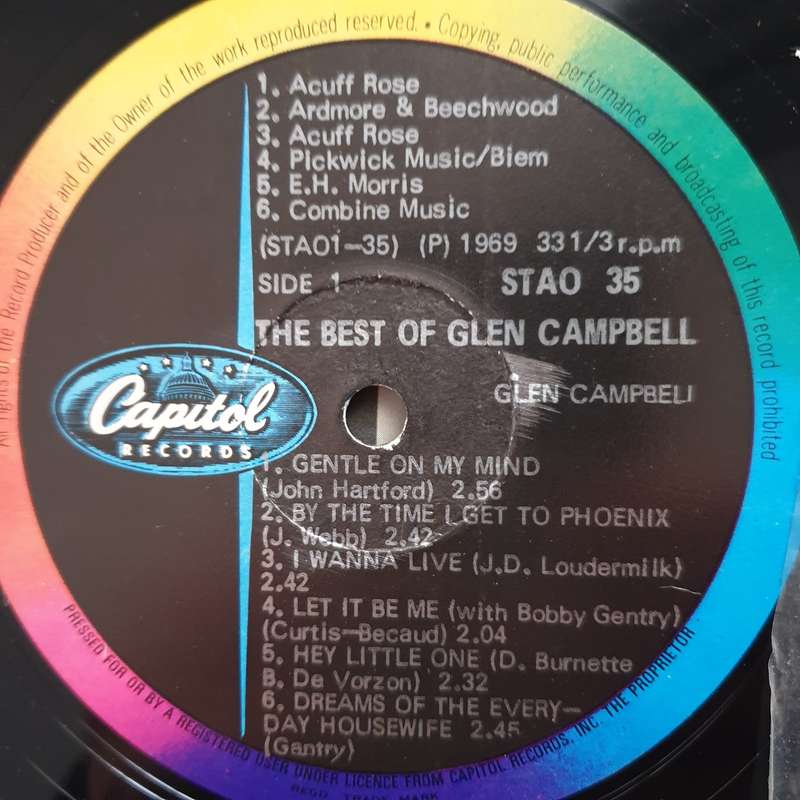 All rights of the Record Producer and of the Owner of the work reproduced reserved. • Copying, public performance and broadcasting of this record prohibited
1. Acuff Rose
2. Ardmore & Beechwood
3. Acuff Rose
4. Pickwick Music/Biem
5. E.H. Morris
6. Combine Music
(STAO1-35) (P) 1969 33 1/3 r.p.m
SIDE 1 STAO 35
THE BEST OF GLEN CAMPBELL
GLEN CAMPBELL
Capitol
RECORDS
1. GENTLE ON MY MIND
(John Hartford) 2.56
2. BY THE TIME I GET TO PHOENIX
(J. Webb) 2.42
3. I WANNA LIVE (J.D. Loudermilk)
2.42
4. LET IT BE ME (with Bobby Gentry)
(Curtis-Becaud) 2.04
5. HEY LITTLE ONE (D. Burnette
B. De Vorzon) 2.32
6. DREAMS OF THE EVERY-
DAY HOUSEWIFE 2.45
(Gantry)
PRESSED FOR OR BY A REGISTERED USER UNDER LICENCE FROM CAPITOL RECORDS, INC. THE PROPRIETOR
REGD. TRADE MARK